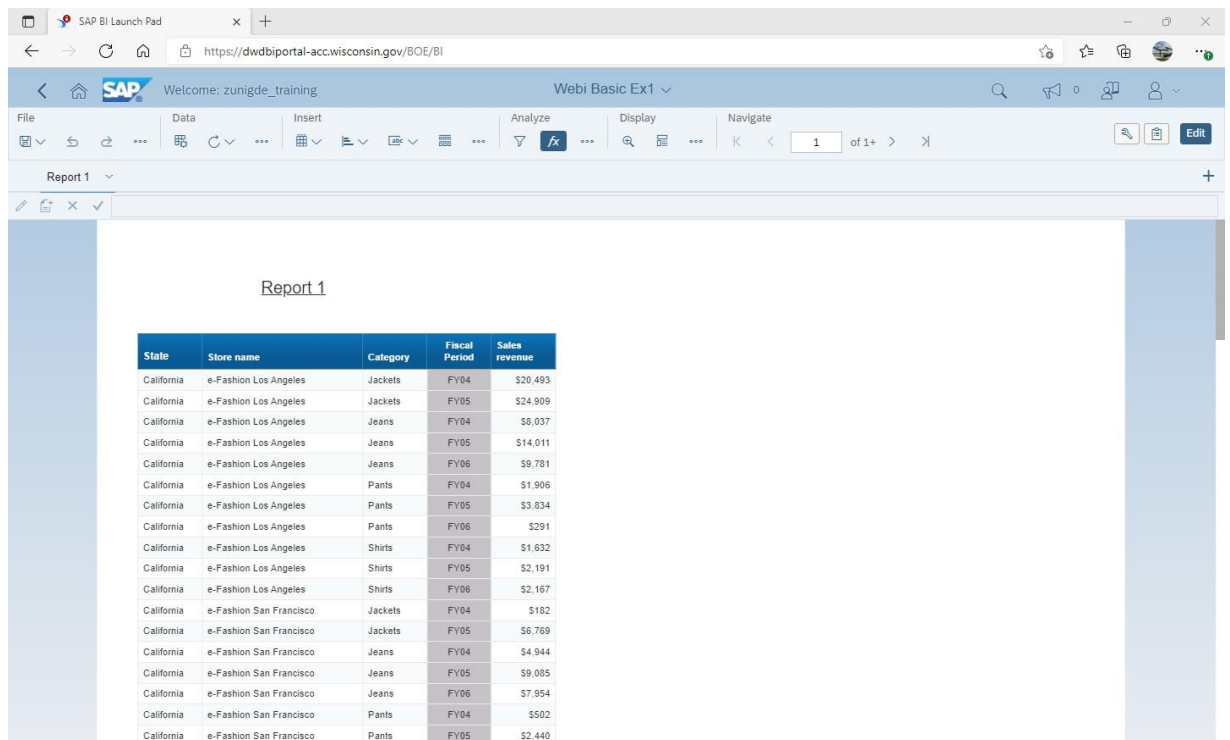 SAP BI Launch Pad
https://dwdbiportal-acc.wisconsin.gov/BOE/BI
SAP Welcome: zunigde_training Webi Basic Ex1 0
File Data Insert Analyze Display Navigate
abc fx 1 of 1+ Edit
Report 1
Report 1
State Store name Category Fiscal Period Sales revenue
California e-Fashion Los Angeles Jackets FY04 $20,493
California e-Fashion Los Angeles Jackets FY05 $24,909
California e-Fashion Los Angeles Jeans FY04 $8,037
California e-Fashion Los Angeles Jeans FY05 $14,011
California e-Fashion Los Angeles Jeans FY06 $9,781
California e-Fashion Los Angeles Pants FY04 $1,906
California e-Fashion Los Angeles Pants FY05 $3,834
California e-Fashion Los Angeles Pants FY06 $291
California e-Fashion Los Angeles Shirts FY04 $1,632
California e-Fashion Los Angeles Shirts FY05 $2,191
California e-Fashion Los Angeles Shirts FY06 $2,167
California e-Fashion San Francisco Jackets FY04 $182
California e-Fashion San Francisco Jackets FY05 $6,769
California e-Fashion San Francisco Jeans FY04 $4,944
California e-Fashion San Francisco Jeans FY05 $9,085
California e-Fashion San Francisco Jeans FY06 $7,954
California e-Fashion San Francisco Pants FY04 $502
California e-Fashion San Francisco Pants FY05 $2,440